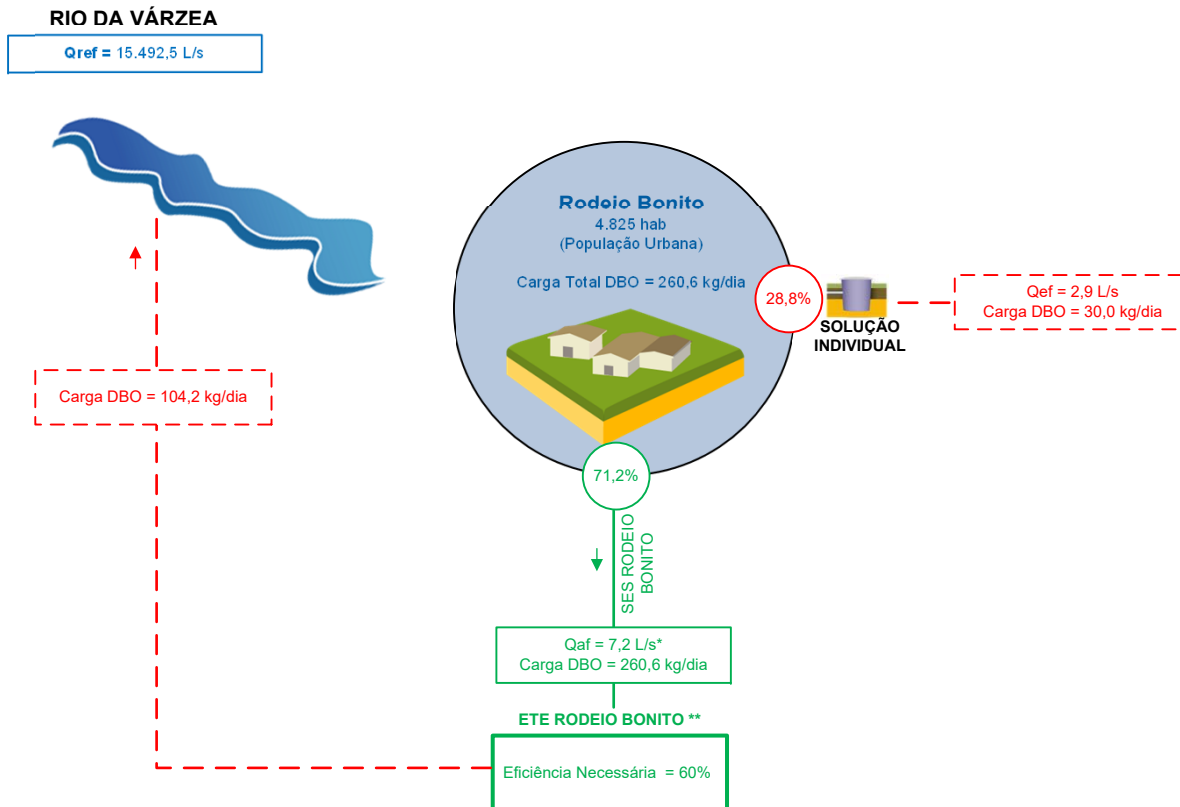 RIO DA VÁRZEA
Qref = 15.492,5 L/s
Rodeio Bonito
4.825 hab
(População Urbana)
Carga Total DBO = 260,6 kg/dia
28,8%
SOLUÇÃO
INDIVIDUAL
Qef = 2,9 L/s
Carga DBO = 30,0 kg/dia
Carga DBO = 104,2 kg/dia
71,2%
SES RODEIO
BONITO
Qaf = 7,2 L/s*
Carga DBO = 260,6 kg/dia
ETE RODEIO BONITO **
Eficiência Necessária = 60%